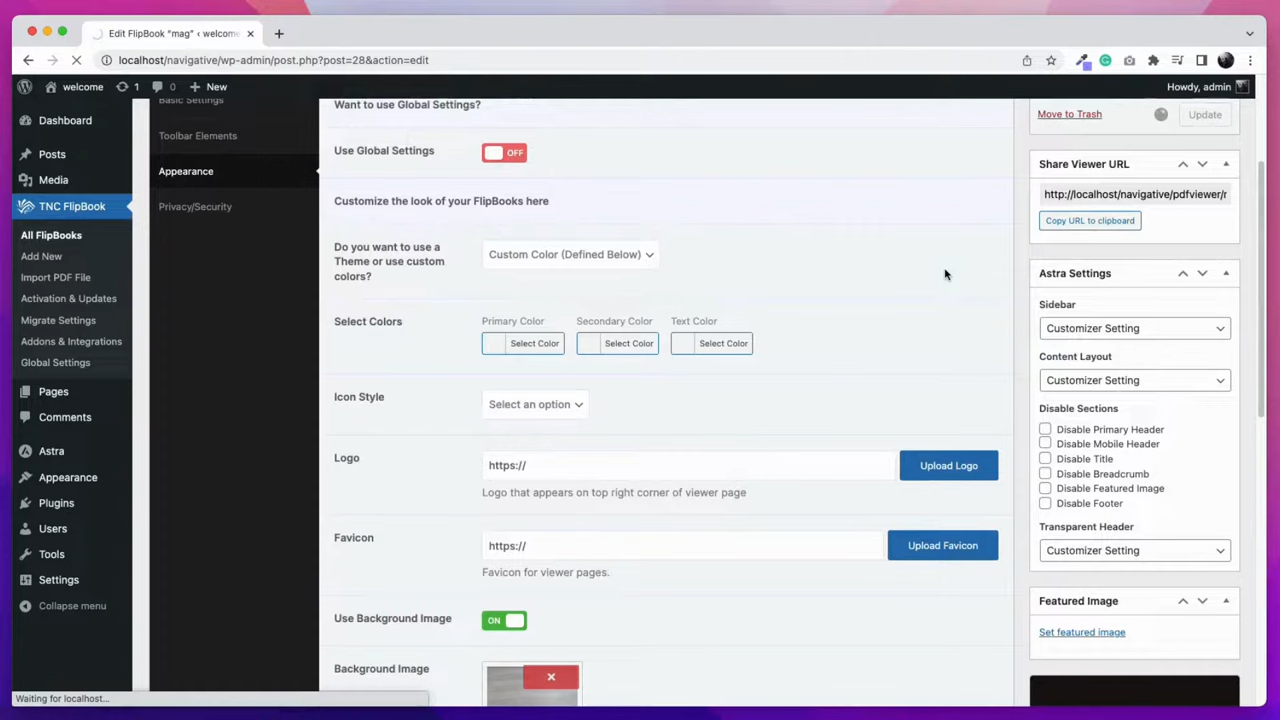 Edit FlipBook "mag" ‹ welcome
localhost/navigative/wp-admin/post.php?post=28&action=edit
welcome
1
0
New
Howdy, admin
Dashboard
Posts
Media
TNC FlipBook
All FlipBooks
Add New
Import PDF File
Activation & Updates
Migrate Settings
Addons & Integrations
Global Settings
Pages
Comments
Astra
Appearance
Plugins
Users
Tools
Settings
Collapse menu
Basic Settings
Toolbar Elements
Appearance
Privacy/Security
Want to use Global Settings?
Use Global Settings
OFF
Customize the look of your FlipBooks here
Do you want to use a
Theme or use custom
colors?
Custom Color (Defined Below)
Select Colors
Primary Color
Secondary Color
Text Color
Select Color
Select Color
Select Color
Icon Style
Select an option
Logo
https://
Upload Logo
Logo that appears on top right corner of viewer page
Favicon
https://
Upload Favicon
Favicon for viewer pages.
Use Background Image
ON
Background Image
Move to Trash
Update
Share Viewer URL
http://localhost/navigative/pdfviewer/r
Copy URL to clipboard
Astra Settings
Sidebar
Customizer Setting
Content Layout
Customizer Setting
Disable Sections
Disable Primary Header
Disable Mobile Header
Disable Title
Disable Breadcrumb
Disable Featured Image
Disable Footer
Transparent Header
Customizer Setting
Featured Image
Set featured image
Waiting for localhost...